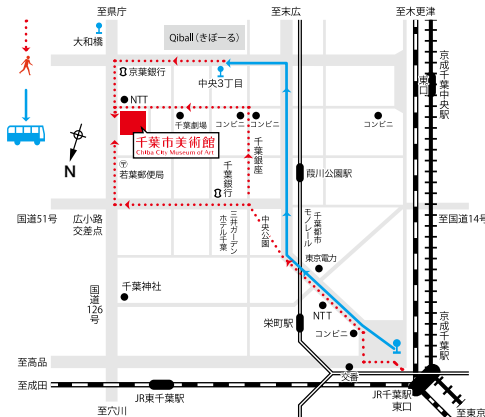 至県庁
至末広
至木更津
大和橋
Qiball（きぼーる）
京葉銀行
中央3丁目
東口
京成千葉中央駅
NTT
千葉劇場
コンビニ
コンビニ
コンビニ
千葉市美術館
Chiba City Museum of Art
千葉銀座
N
〒
若葉郵便局
千葉銀行
葭川公園駅
国道51号
広小路
交差点
三井ガーデン
ホテル千葉
中央公園
千葉都市
モノレール
至国道14号
東京電力
国道
126
号
千葉神社
NTT
栄町駅
コンビニ
京成千葉駅
至高品
交番
至成田
JR東千葉駅
JR千葉駅
東口
至穴川
至東京